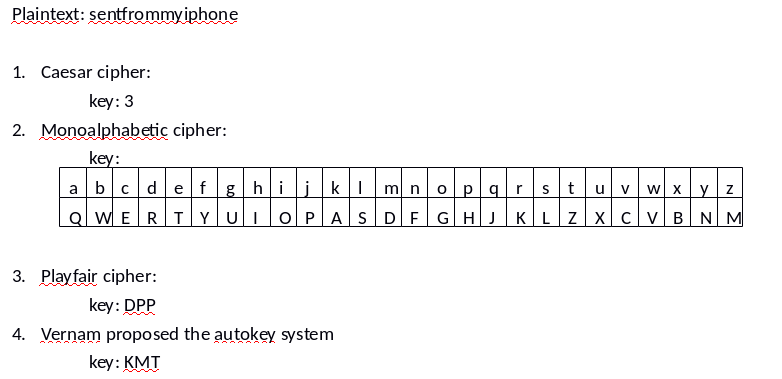 Plaintext: sentfrommyiphone
1. Caesar cipher:
key: 3
2. Monoalphabetic cipher:
key:
a b c d e f g h i j k l m n o p q r s t u v w x y z
Q W E R T Y U I O P A S D F G H J K L Z X C V B N M
3. Playfair cipher:
key: DPP
4. Vernam proposed the autokey system
key: KMT